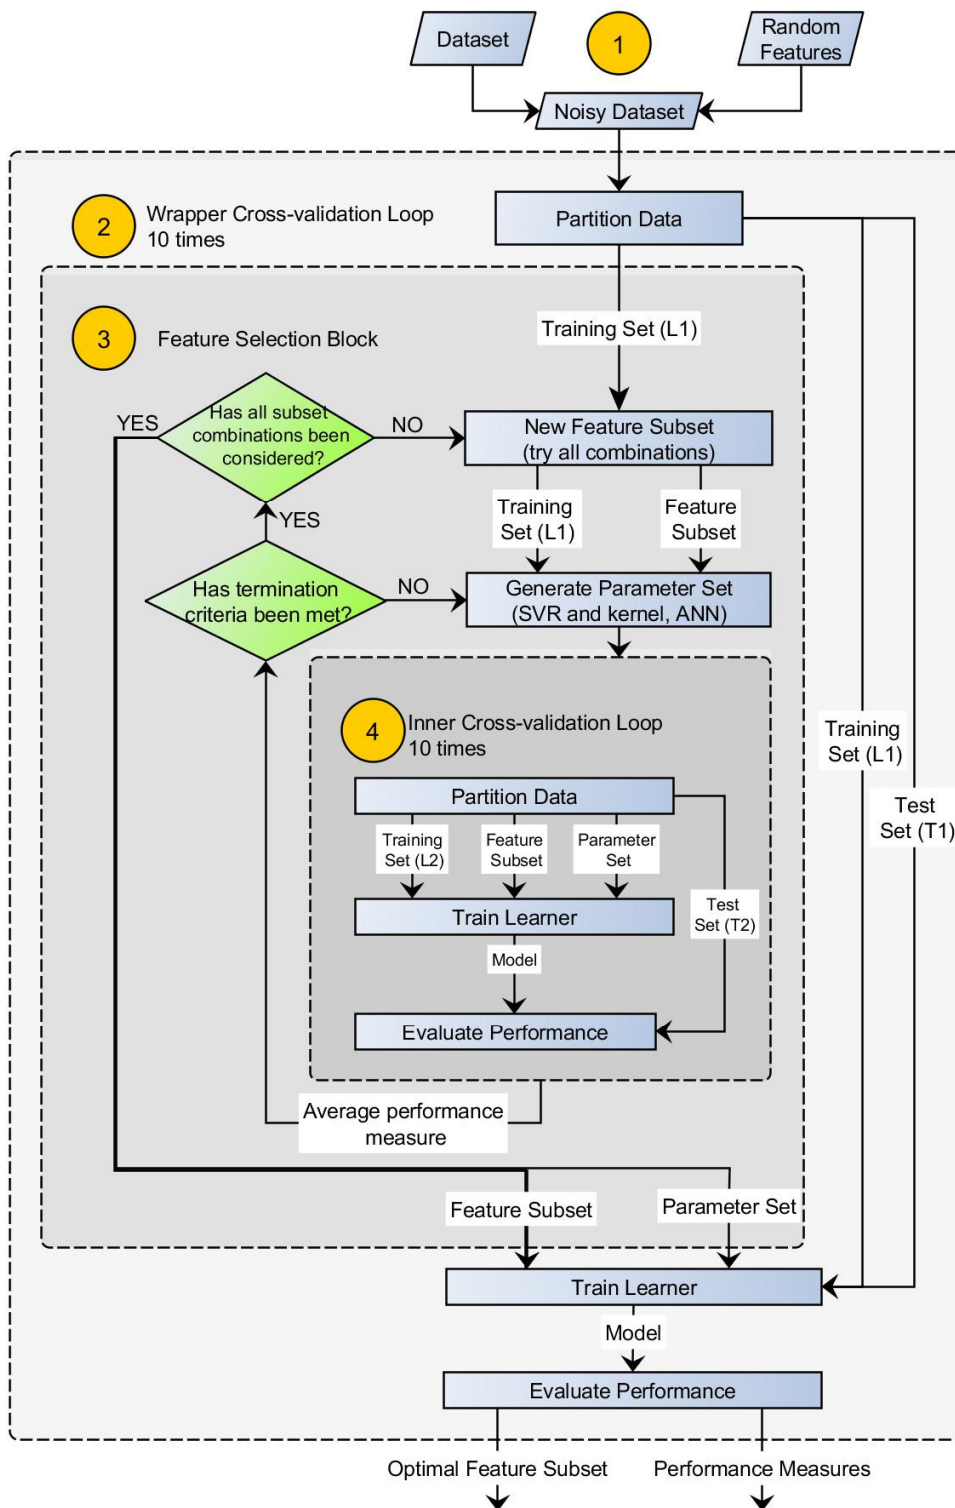 Dataset
1
Random
Features
Noisy Dataset
2
Wrapper Cross-validation Loop
10 times
Partition Data
3
Feature Selection Block
Training Set (L1)
YES
Has all subset
combinations been
considered?
NO
New Feature Subset
(try all combinations)
YES
Training
Set (L1)
Feature
Subset
Has termination
criteria been met?
NO
Generate Parameter Set
(SVR and kernel, ANN)
4
Inner Cross-validation Loop
10 times
Training
Set (L1)
Test
Set (T1)
Partition Data
Training
Set (L2)
Feature
Subset
Parameter
Set
Train Learner
Test
Set (T2)
Model
Evaluate Performance
Average performance
measure
Feature Subset
Parameter Set
Train Learner
Model
Evaluate Performance
Optimal Feature Subset
Performance Measures